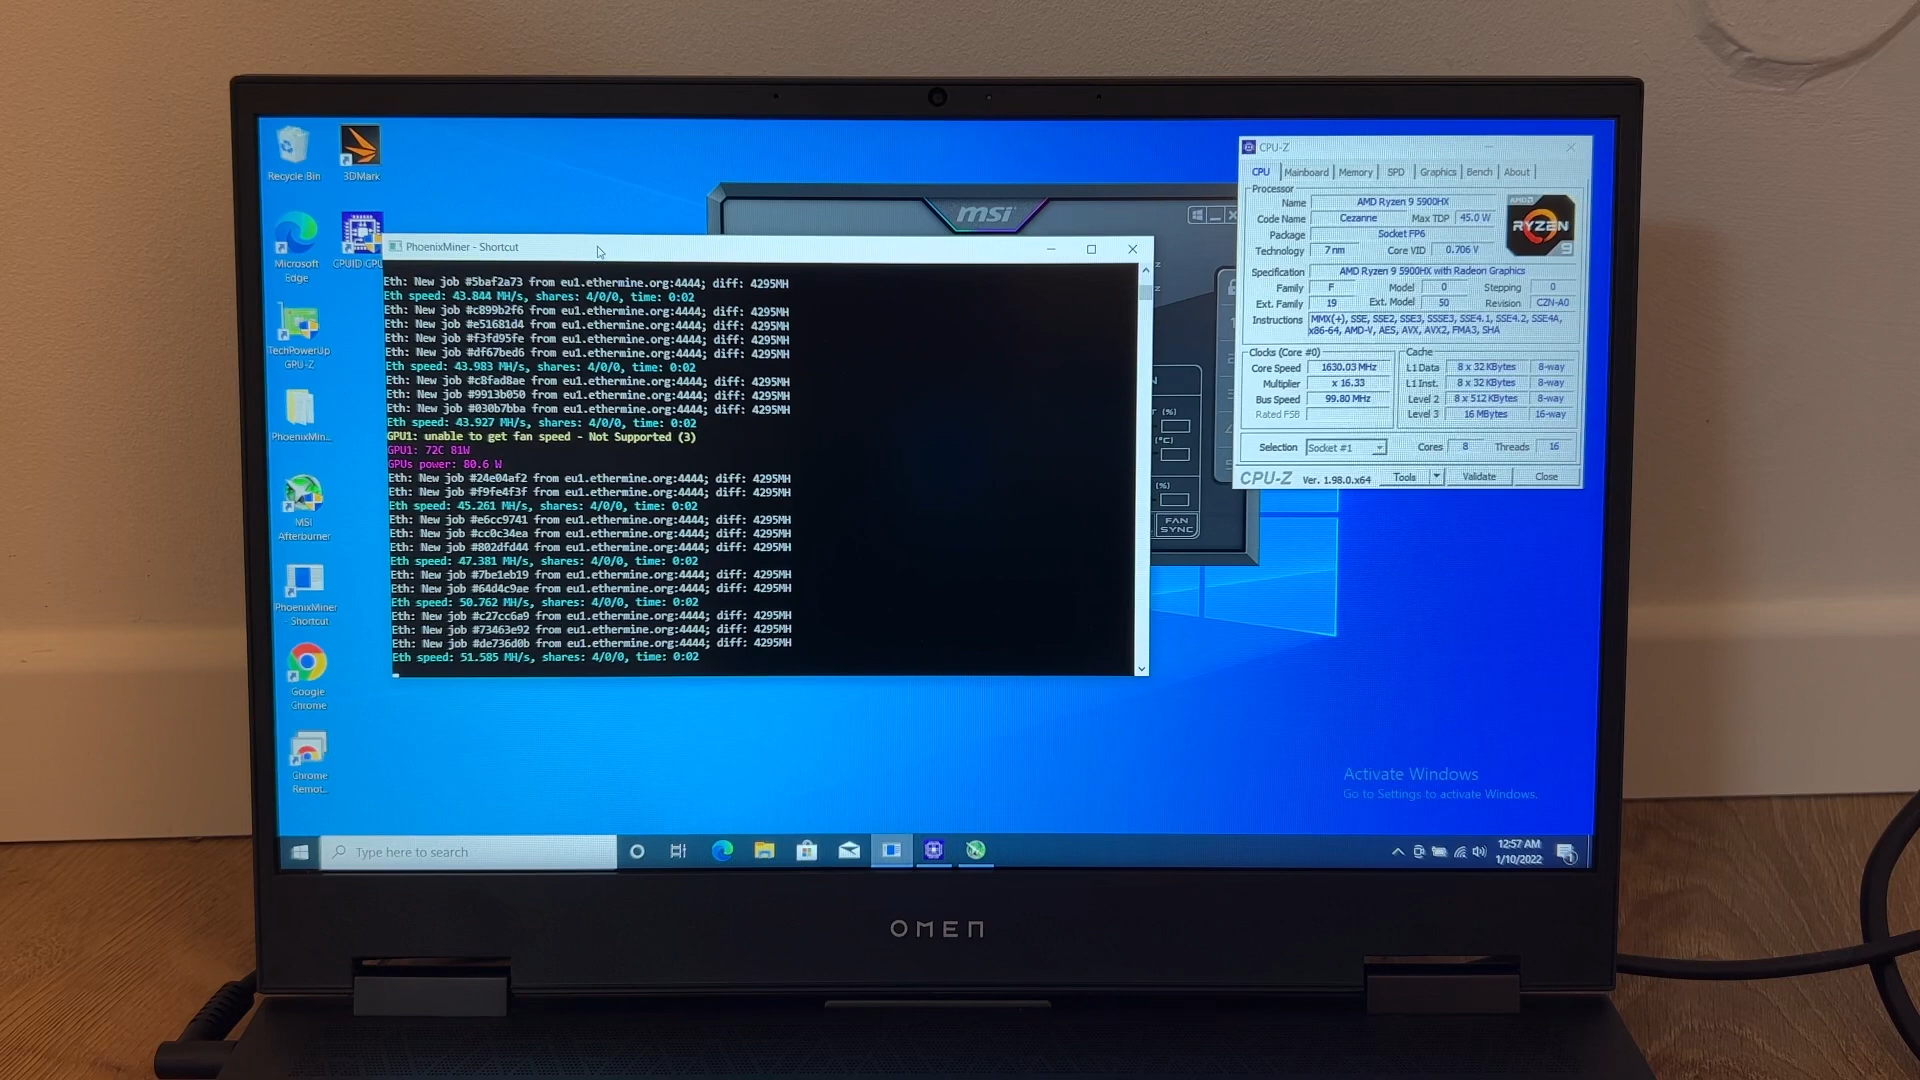 Recycle Bin
3DMark
Microsoft
Edge
CPUID CPU
TechPowerUp
GPU-Z
PhoenixMin...
MSI
Afterburner
PhoenixMiner
- Shortcut
Google
Chrome
Chrome
Remot...
msi
(%)
(°C)
(%)
FAN
SYNC
PhoenixMiner - Shortcut
Eth: New job #5baf2a73 from eu1.ethermine.org:4444; diff: 4295MH
Eth speed: 43.844 MH/s, shares: 4/0/0, time: 0:02
Eth: New job #c899b2f6 from eu1.ethermine.org:4444; diff: 4295MH
Eth: New job #e51681d4 from eu1.ethermine.org:4444; diff: 4295MH
Eth: New job #f3fd95fe from eu1.ethermine.org:4444; diff: 4295MH
Eth: New job #df67bed6 from eu1.ethermine.org:4444; diff: 4295MH
Eth speed: 43.983 MH/s, shares: 4/0/0, time: 0:02
Eth: New job #c8fad8ae from eu1.ethermine.org:4444; diff: 4295MH
Eth: New job #9913b050 from eu1.ethermine.org:4444; diff: 4295MH
Eth: New job #030b7bba from eu1.ethermine.org:4444; diff: 4295MH
Eth speed: 43.927 MH/s, shares: 4/0/0, time: 0:02
GPU1: unable to get fan speed - Not Supported (3)
GPU1: 72C 81W
GPUs power: 80.6 W
Eth: New job #24e04af2 from eu1.ethermine.org:4444; diff: 4295MH
Eth: New job #f9fe4f3f from eu1.ethermine.org:4444; diff: 4295MH
Eth speed: 45.261 MH/s, shares: 4/0/0, time: 0:02
Eth: New job #e6cc9741 from eu1.ethermine.org:4444; diff: 4295MH
Eth: New job #cc0c34ea from eu1.ethermine.org:4444; diff: 4295MH
Eth: New job #802dfd44 from eu1.ethermine.org:4444; diff: 4295MH
Eth speed: 47.381 MH/s, shares: 4/0/0, time: 0:02
Eth: New job #7be1eb19 from eu1.ethermine.org:4444; diff: 4295MH
Eth: New job #64d4c9ae from eu1.ethermine.org:4444; diff: 4295MH
Eth speed: 50.762 MH/s, shares: 4/0/0, time: 0:02
Eth: New job #c27cc6a9 from eu1.ethermine.org:4444; diff: 4295MH
Eth: New job #73463e92 from eu1.ethermine.org:4444; diff: 4295MH
Eth: New job #de736d0b from eu1.ethermine.org:4444; diff: 4295MH
Eth speed: 51.585 MH/s, shares: 4/0/0, time: 0:02
CPU-Z
CPU Mainboard Memory SPD Graphics Bench About
Processor
Name AMD Ryzen 9 5900HX
Code Name Cezanne Max TDP 45.0 W
Package Socket FP6
Technology 7 nm Core VID 0.706 V
AMD RYZEN 9
Specification AMD Ryzen 9 5900HX with Radeon Graphics
Family F Model 0 Stepping 0
Ext. Family 19 Ext. Model 50 Revision CZN-A0
Instructions MMX(+), SSE, SSE2, SSE3, SSSE3, SSE4.1, SSE4.2, SSE4A,
x86-64, AMD-V, AES, AVX, AVX2, FMA3, SHA
Clocks (Core #0)
Core Speed 1630.03 MHz
Multiplier x 16.33
Bus Speed 99.80 MHz
Rated FSB
Cache
L1 Data 8 x 32 KBytes 8-way
L1 Inst. 8 x 32 KBytes 8-way
Level 2 8 x 512 KBytes 8-way
Level 3 16 MBytes 16-way
Selection Socket #1 Cores 8 Threads 16
CPU-Z Ver. 1.98.0.x64 Tools Validate Close
Activate Windows
Go to Settings to activate Windows.
Type here to search
12:57 AM
1/10/2022
OMEN